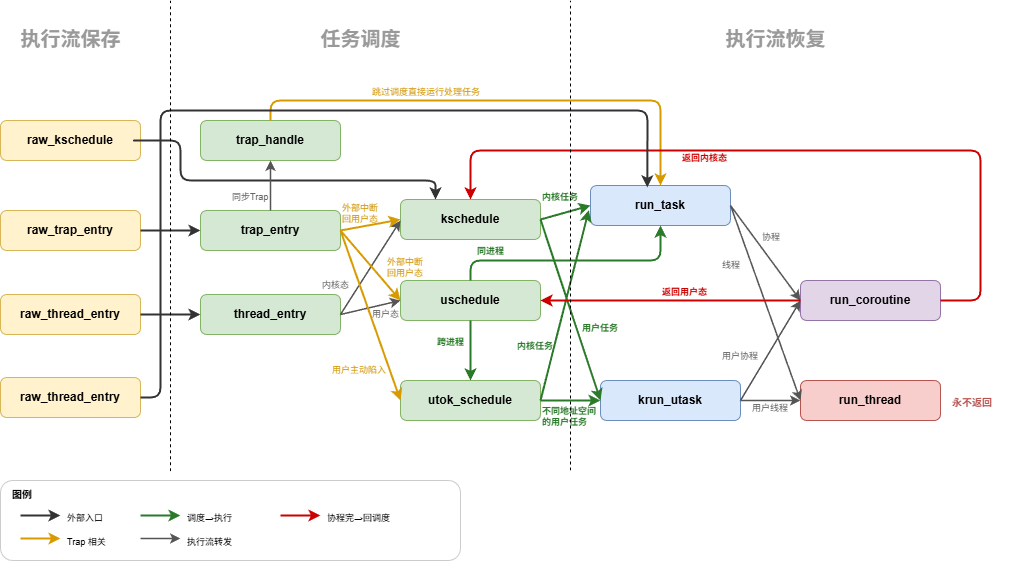 执行流保存
任务调度
执行流恢复
跳过调度直接运行处理任务
raw_kschedule
trap_handle
返回内核态
同步Trap
外部中断
回用户态
内核任务
run_task
raw_trap_entry
trap_entry
kschedule
同进程
协程
线程
外部中断
回用户态
内核态
raw_thread_entry
thread_entry
用户态
uschedule
返回用户态
run_coroutine
用户任务
跨进程
内核任务
用户协程
用户主动陷入
raw_thread_entry
utok_schedule
不同地址空间
的用户任务
krun_utask
用户线程
run_thread
永不返回
图例
外部入口
调度→执行
协程完→回调度
Trap 相关
执行流转发